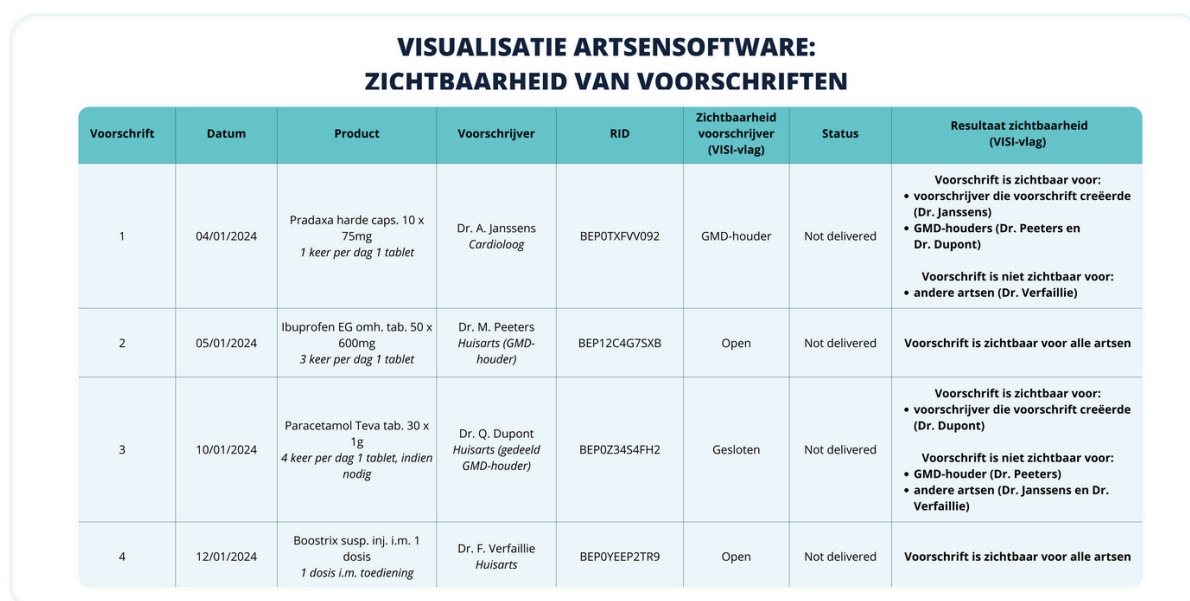 VISUALISATIE ARTSENSOFTWARE:
ZICHTBAARHEID VAN VOORSCHRIFTEN
Voorschrift
Datum
Product
Voorschrijver
RID
Zichtbaarheid
voorschrijver
(VISI-vlag)
Status
Resultaat zichtbaarheid
(VISI-vlag)
1
04/01/2024
Pradaxa harde caps. 10 x
75mg
1 keer per dag 1 tablet
Dr. A. Janssens
Cardioloog
BEP0TXFVV092
GMD-houder
Not delivered
Voorschrift is zichtbaar voor:
• voorschrijver die voorschrift creëerde
(Dr. Janssens)
• GMD-houders (Dr. Peeters en
Dr. Dupont)
Voorschrift is niet zichtbaar voor:
• andere artsen (Dr. Verfaillie)
2
05/01/2024
Ibuprofen EG omh. tab. 50 x
600mg
3 keer per dag 1 tablet
Dr. M. Peeters
Huisarts (GMD-
houder)
BEP12C4G7SXB
Open
Not delivered
Voorschrift is zichtbaar voor alle artsen
3
10/01/2024
Paracetamol Teva tab. 30 x
1g
4 keer per dag 1 tablet, indien
nodig
Dr. Q. Dupont
Huisarts (gedeeld
GMD-houder)
BEP0Z34S4FH2
Gesloten
Not delivered
Voorschrift is zichtbaar voor:
• voorschrijver die voorschrift creëerde
(Dr. Dupont)
Voorschrift is niet zichtbaar voor:
• GMD-houder (Dr. Peeters)
• andere artsen (Dr. Janssens en Dr.
Verfaillie)
4
12/01/2024
Boostrix susp. inj. i.m. 1
dosis
1 dosis i.m. toediening
Dr. F. Verfaillie
Huisarts
BEP0YEEP2TR9
Open
Not delivered
Voorschrift is zichtbaar voor alle artsen